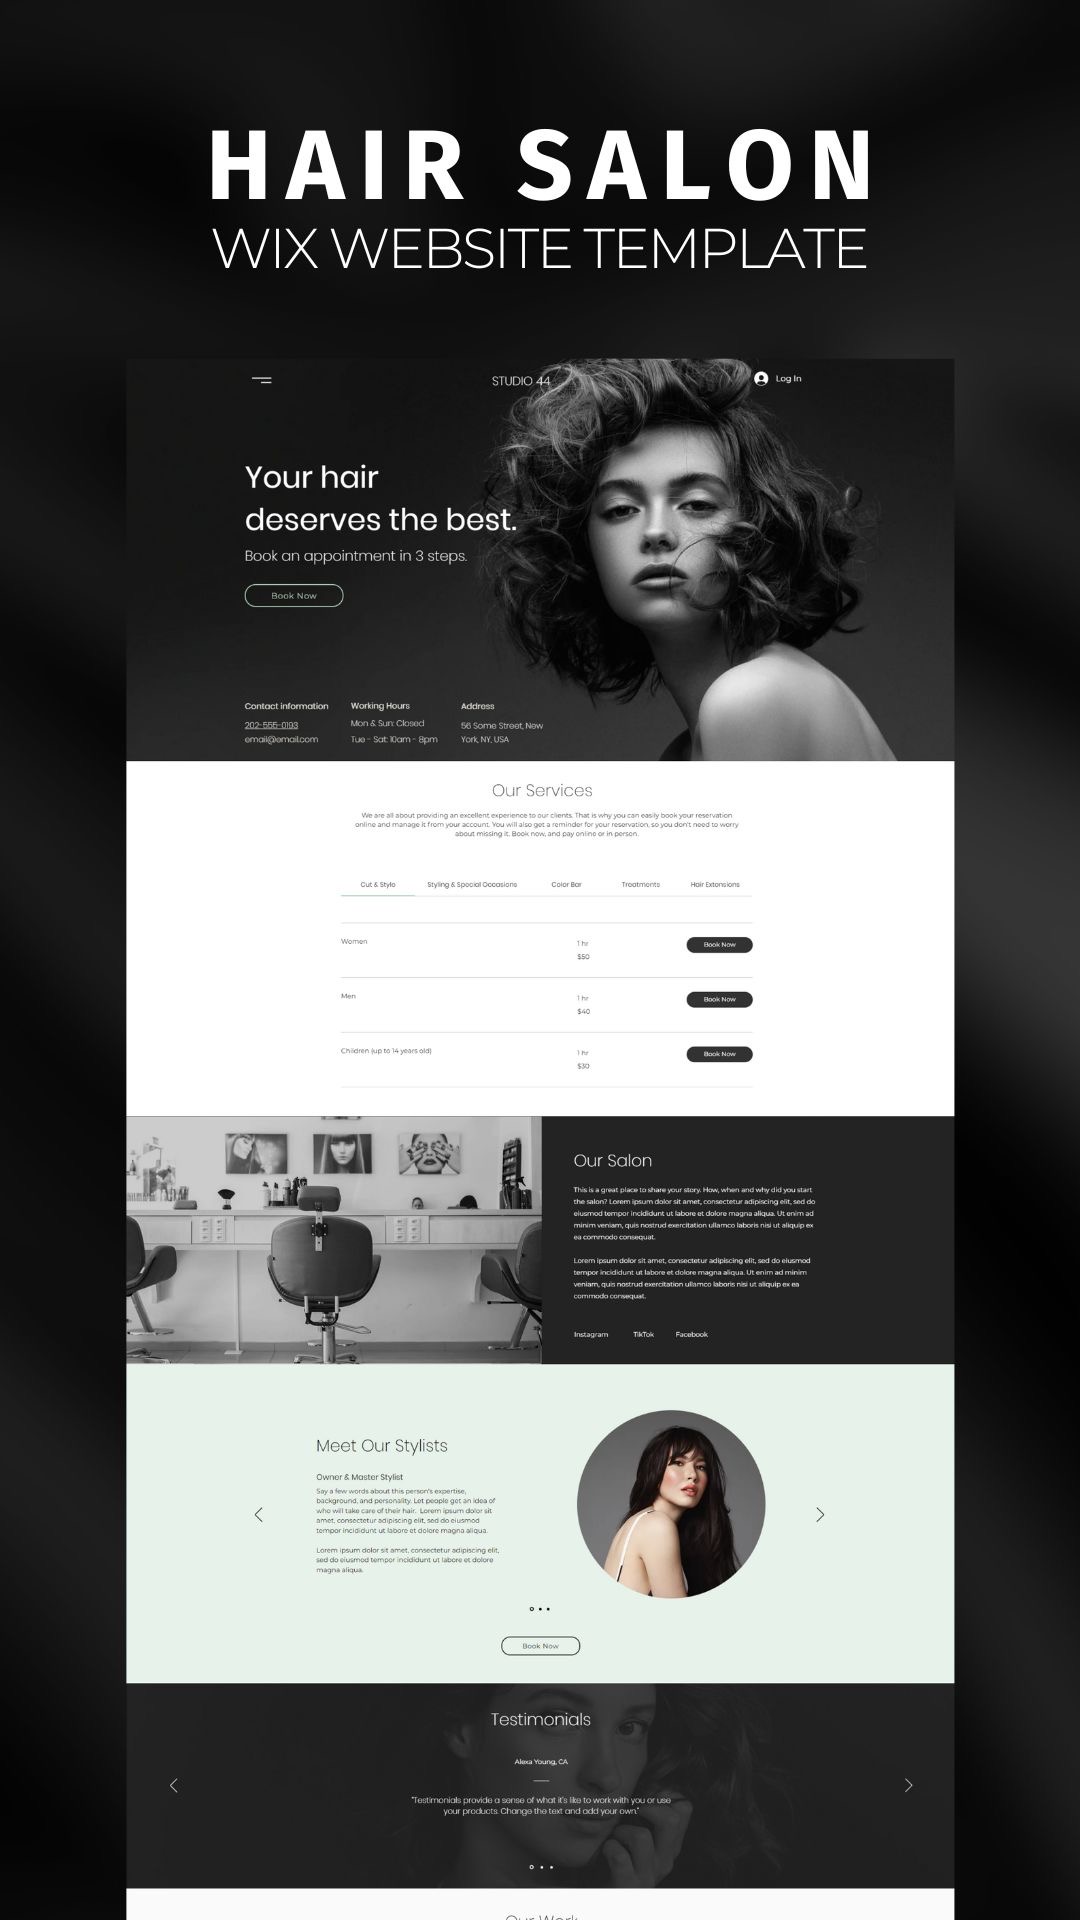 HAIR SALON
WIX WEBSITE TEMPLATE
STUDIO 44
Log In
Your hair
deserves the best.
Book an appointment in 3 steps.
Book Now
Contact information
202-555-0193
email@email.com
Working Hours
Mon & Sun: Closed
Tue - Sat: 10am - 8pm
Address
56 Some Street, New
York, NY, USA
Our Services
We are all about providing an excellent experience to our clients. That is why you can easily book your reservation
online and manage it from your account. You will also get a reminder for your reservation, so you don't need to worry
about missing it. Book now, and pay online or in person.
Cut & Style
Styling & Special Occasions
Color Bar
Treatments
Hair Extensions
Women
1 hr
$50
Book Now
Men
1 hr
$40
Book Now
Children (up to 14 years old)
1 hr
$30
Book Now
Our Salon
This is a great place to share your story. How, when and why did you start
the salon? Lorem ipsum dolor sit amet, consectetur adipiscing elit, sed do
eiusmod tempor incididunt ut labore et dolore magna aliqua. Ut enim ad
minim veniam, quis nostrud exercitation ullamco laboris nisi ut aliquip ex
ea commodo consequat.
Lorem ipsum dolor sit amet, consectetur adipiscing elit, sed do eiusmod
tempor incididunt ut labore et dolore magna aliqua. Ut enim ad minim
veniam, quis nostrud exercitation ullamco laboris nisi ut aliquip ex ea
commodo consequat.
Instagram
TikTok
Facebook
Meet Our Stylists
Owner & Master Stylist
Say a few words about this person's expertise,
background, and personality. Let people get an idea of
who will take care of their hair. Lorem ipsum dolor sit
amet, consectetur adipiscing elit, sed do eiusmod
tempor incididunt ut labore et dolore magna aliqua.
Lorem ipsum dolor sit amet, consectetur adipiscing elit,
sed do eiusmod tempor incididunt ut labore et dolore
magna aliqua.
Book Now
Testimonials
Alexa Young, CA
"Testimonials provide a sense of what it's like to work with you or use
your products. Change the text and add your own."
Our Work